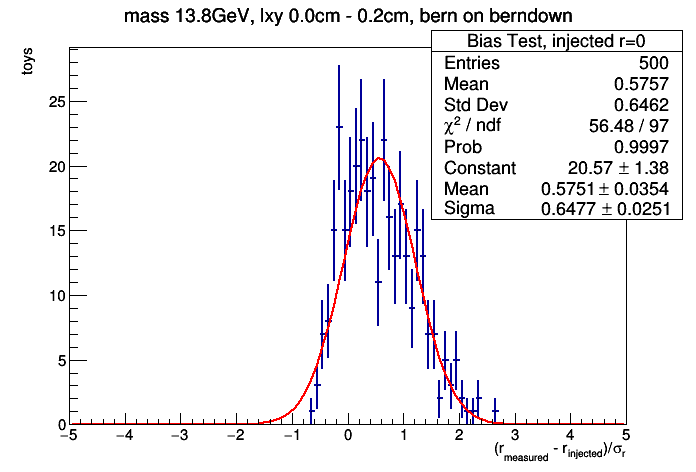 mass 13.8GeV, lxy 0.0cm - 0.2cm, bern on berndown
toys
Bias Test, injected r=0
Entries 500
Mean 0.5757
Std Dev 0.6462
χ² / ndf 56.48 / 97
Prob 0.9997
Constant 20.57 ± 1.38
Mean 0.5751 ± 0.0354
Sigma 0.6477 ± 0.0251
25
20
15
10
5
0
−5 −4 −3 −2 −1 0 1 2 3 4 5
(r_measured - r_injected)/σ_r